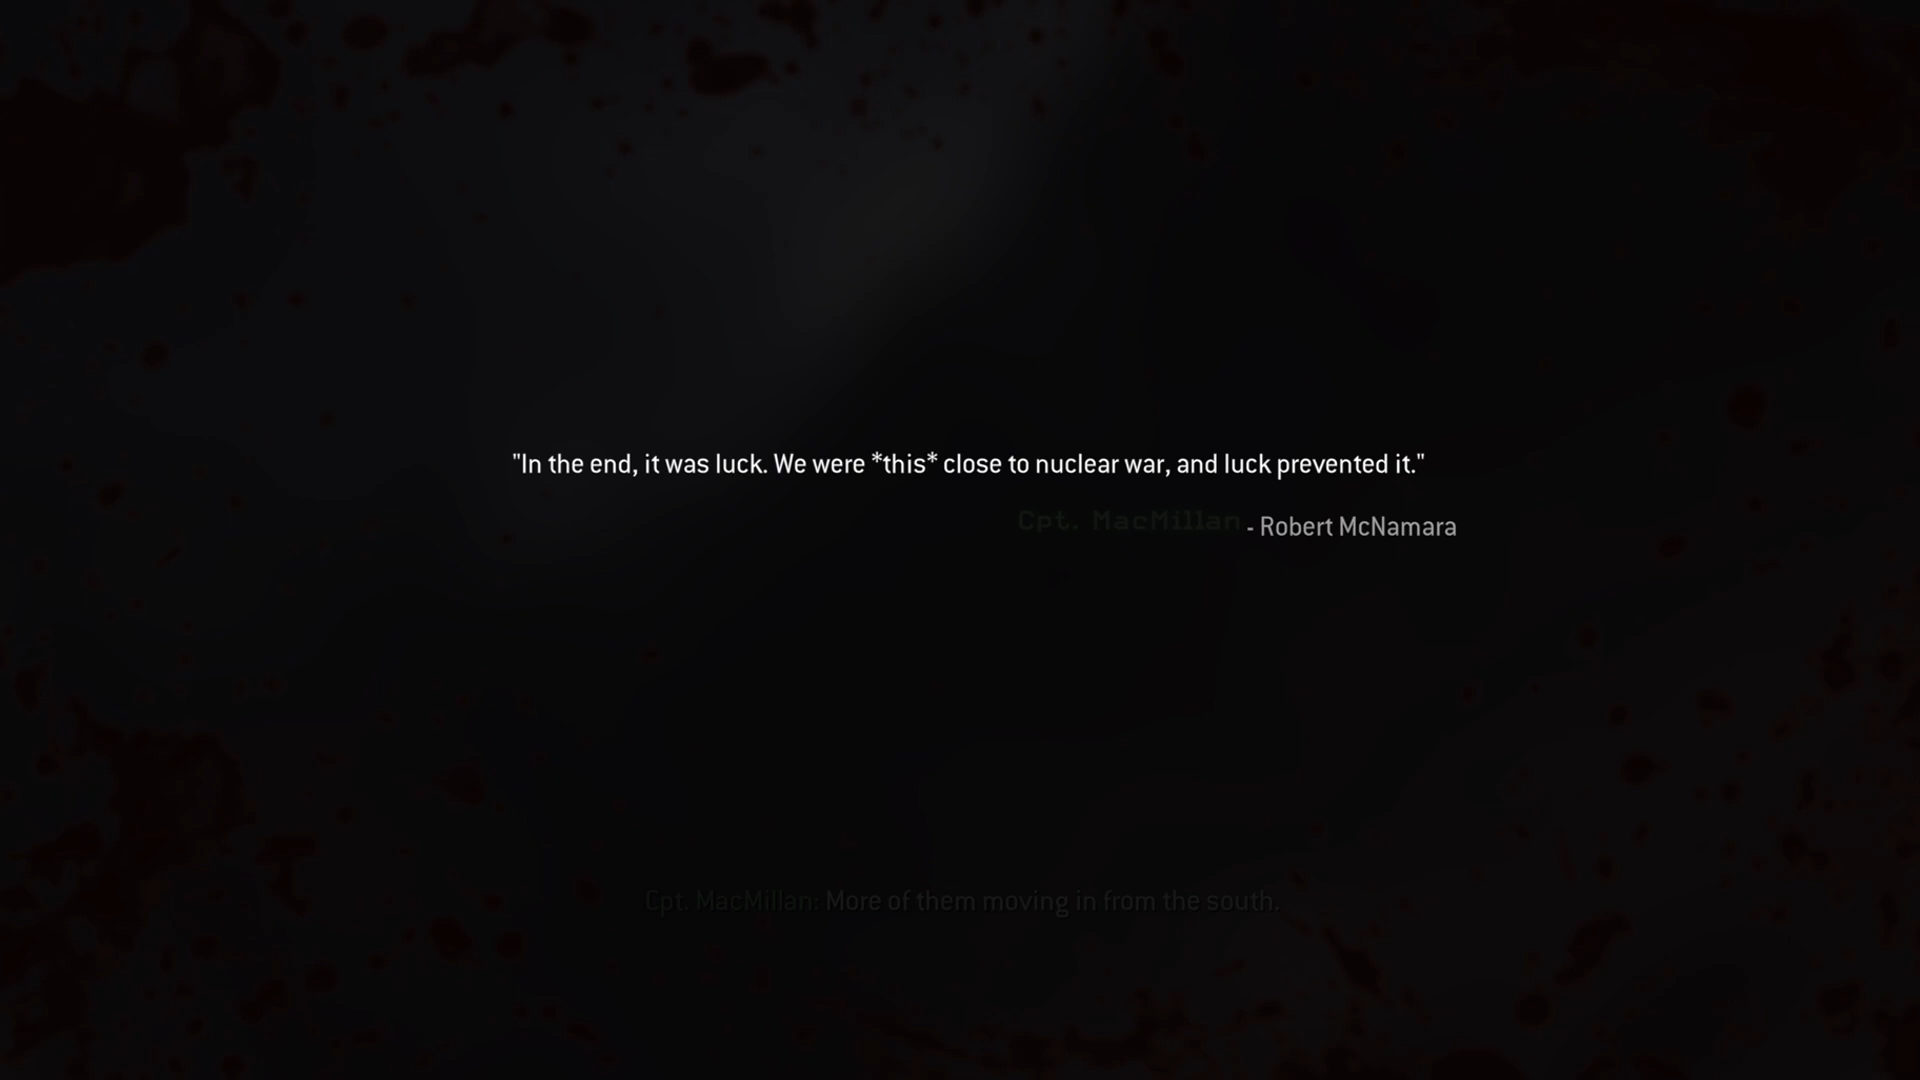 "In the end, it was luck. We were *this* close to nuclear war, and luck prevented it."
Cpt. MacMillan
- Robert McNamara
Cpt. MacMillan: More of them moving in from the south.